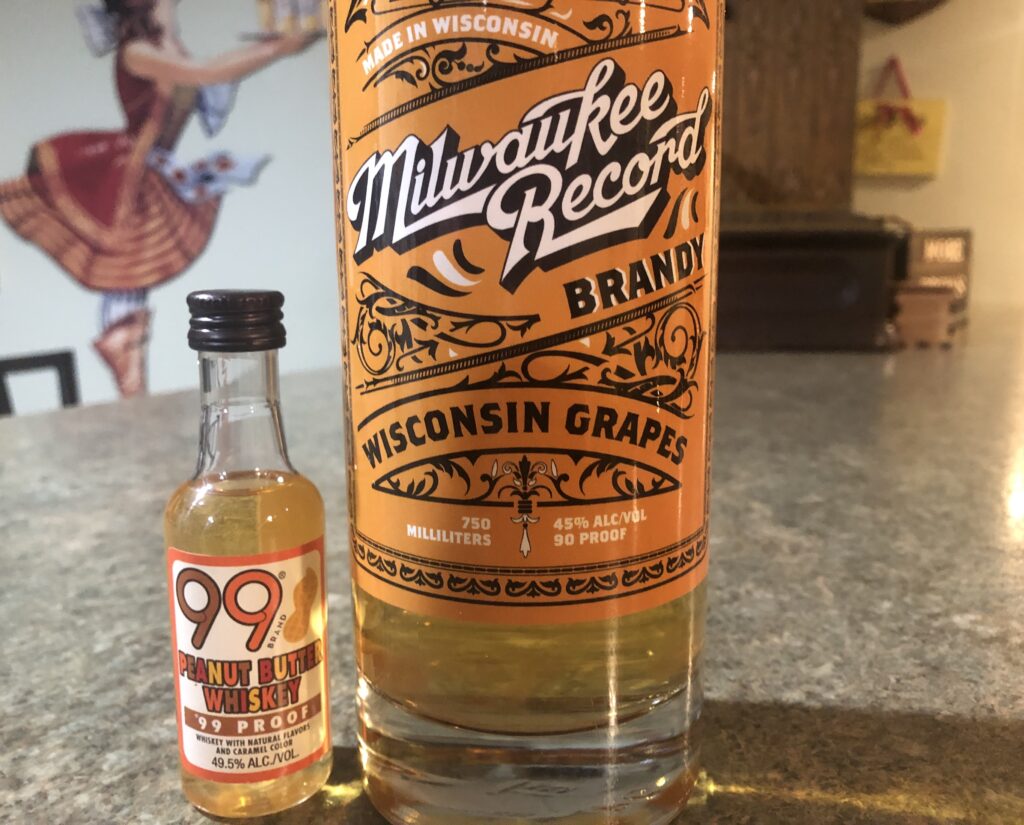 MADE IN WISCONSIN
Milwaukee
Record
BRANDY
WISCONSIN GRAPES
750
MILLILITERS
45% ALC/VOL
90 PROOF
99®
BRAND
PEANUT BUTTER
WHISKEY
99 PROOF
WHISKEY WITH NATURAL FLAVORS
AND CARAMEL COLOR
49.5% ALC./VOL.